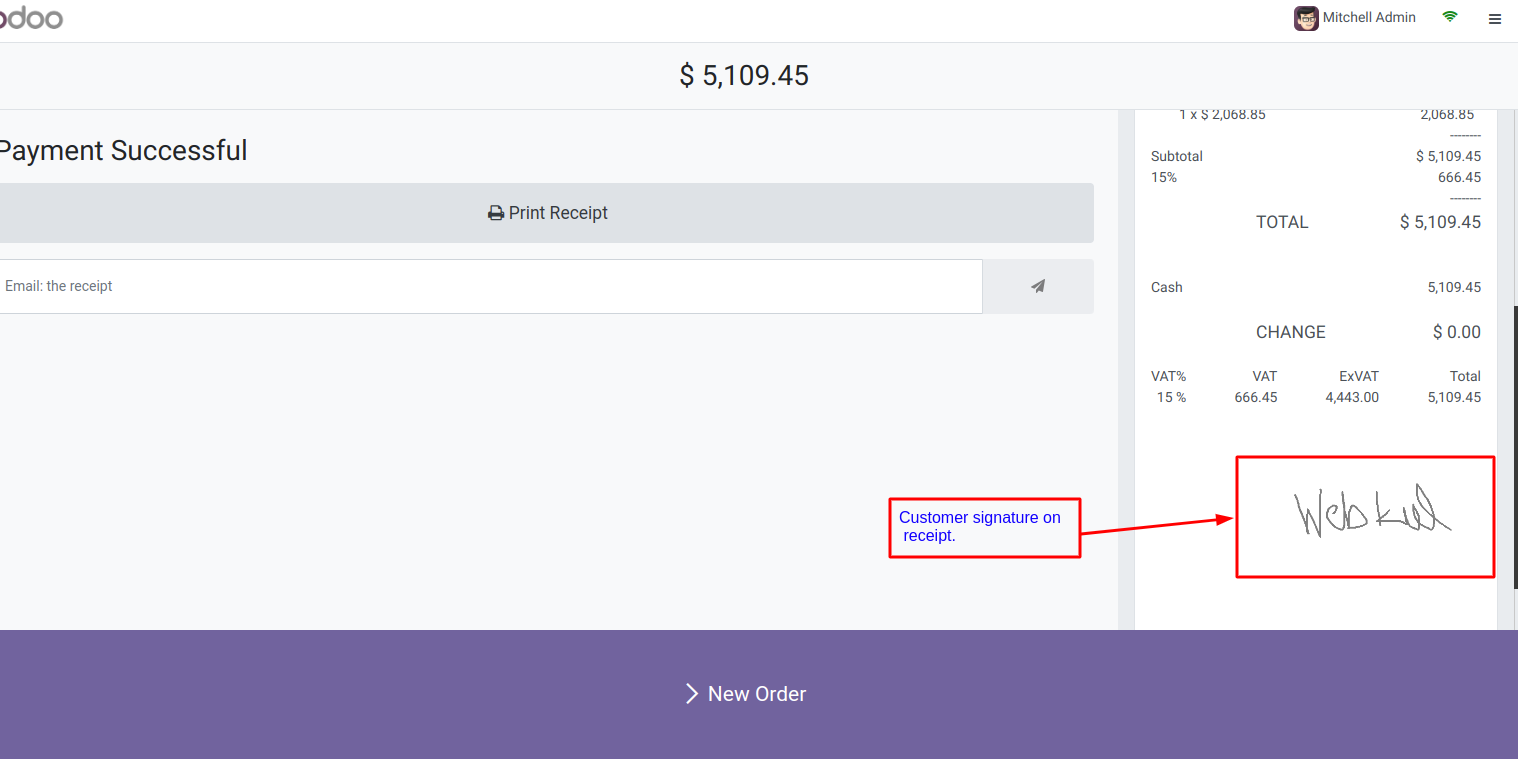 odoo
Mitchell Admin
$ 5,109.45
Payment Successful
Print Receipt
Email: the receipt
1 x $ 2,068.85 2,068.85
--------
Subtotal $ 5,109.45
15% 666.45
--------
TOTAL $ 5,109.45
Cash 5,109.45
CHANGE $ 0.00
VAT% VAT ExVAT Total
15 % 666.45 4,443.00 5,109.45
Webkul
Customer signature on
receipt.
New Order